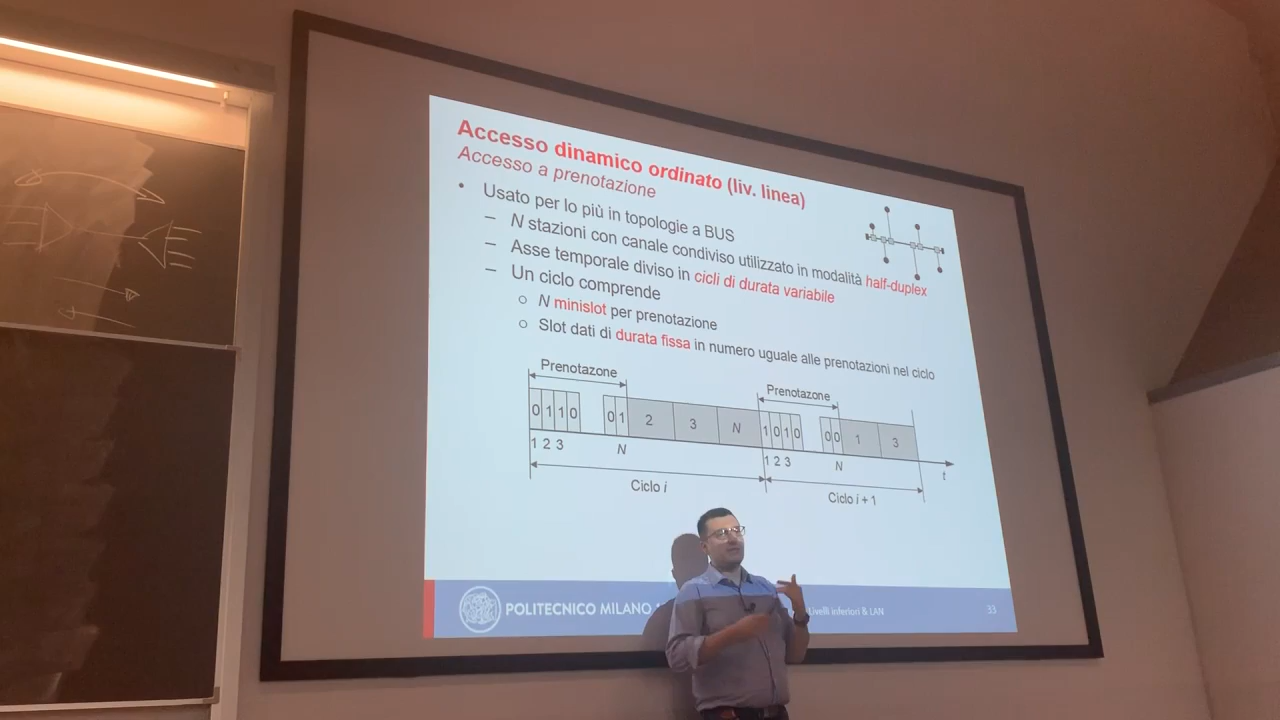 Accesso dinamico ordinato (liv. linea)
Accesso a prenotazione
• Usato per lo più in topologie a BUS
– N stazioni con canale condiviso utilizzato in modalità half-duplex
– Asse temporale diviso in cicli di durata variabile
– Un ciclo comprende
○ N minislot per prenotazione
○ Slot dati di durata fissa in numero uguale alle prenotazioni nel ciclo
Prenotazone Prenotazone
0 1 1 0 0 1 2 3 N 1 0 1 0 0 0 1 3
1 2 3 N 1 2 3 N t
Ciclo i Ciclo i + 1
POLITECNICO MILANO Livelli inferiori & LAN 33